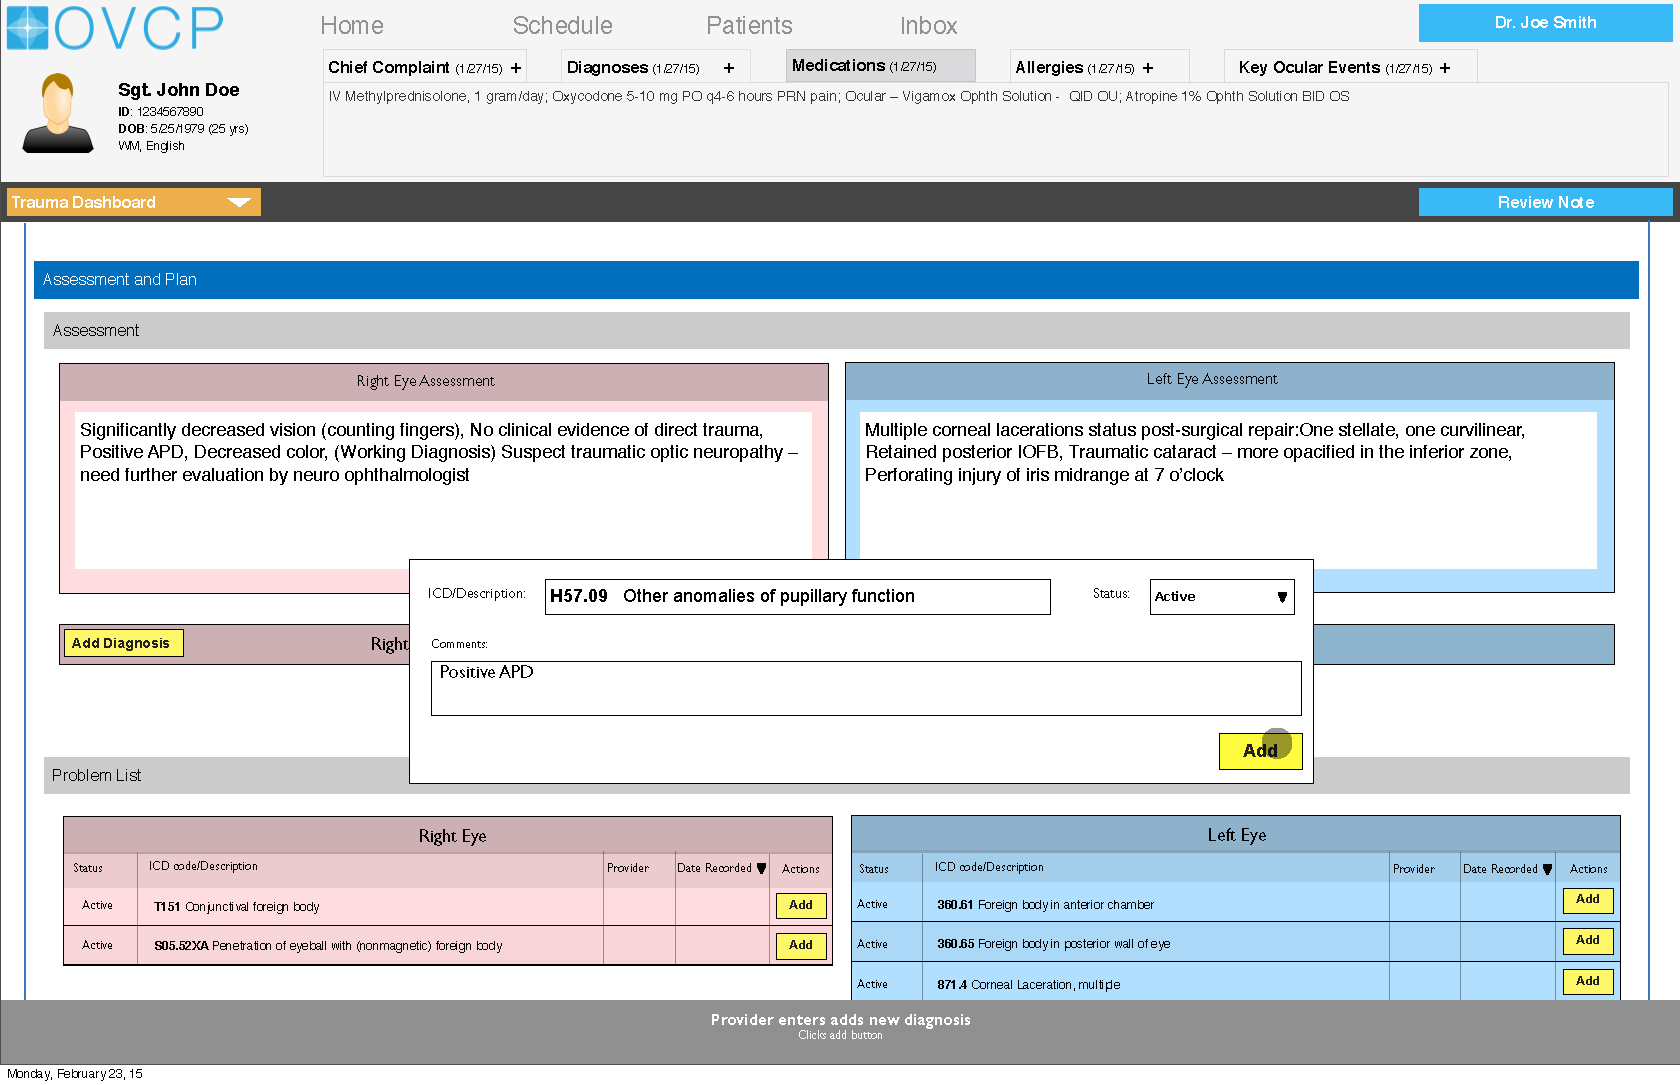 OVCP
Home Schedule Patients Inbox
Dr. Joe Smith
Chief Complaint (1/27/15) + Diagnoses (1/27/15) + Medications (1/27/15) Allergies (1/27/15) + Key Ocular Events (1/27/15) +
Sgt. John Doe
ID: 1234567890
DOB: 5/25/1979 (25 yrs)
WM, English
IV Methylprednisolone, 1 gram/day; Oxycodone 5-10 mg PO q4-6 hours PRN pain; Ocular – Vigamox Ophth Solution - QID OU; Atropine 1% Ophth Solution BID OS
Trauma Dashboard
Review Note
Assessment and Plan
Assessment
Right Eye Assessment
Significantly decreased vision (counting fingers), No clinical evidence of direct trauma,
Positive APD, Decreased color, (Working Diagnosis) Suspect traumatic optic neuropathy –
need further evaluation by neuro ophthalmologist
Left Eye Assessment
Multiple corneal lacerations status post-surgical repair:One stellate, one curvilinear,
Retained posterior IOFB, Traumatic cataract – more opacified in the inferior zone,
Perforating injury of iris midrange at 7 o’clock
Add Diagnosis
Right
ICD/Description: H57.09 Other anomalies of pupillary function Status: Active ▼
Comments:
Positive APD
Add
Problem List
Right Eye
Status ICD code/Description Provider Date Recorded ▼ Actions
Active T151 Conjunctival foreign body Add
Active S05.52XA Penetration of eyeball with (nonmagnetic) foreign body Add
Left Eye
Status ICD code/Description Provider Date Recorded ▼ Actions
Active 360.61 Foreign body in anterior chamber Add
Active 360.65 Foreign body in posterior wall of eye Add
Active 871.4 Corneal Laceration, multiple Add
Provider enters adds new diagnosis
Clicks add button
Monday, February 23, 15